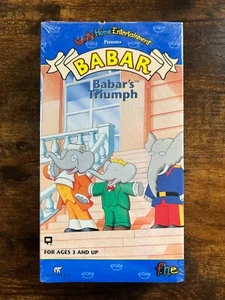 Family Home Entertainment
Presents
BABAR
Babar's
Triumph
FOR AGES 3 AND UP
fhe